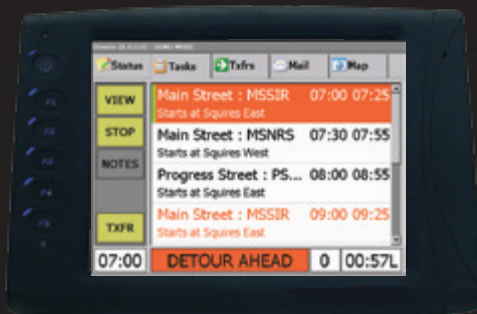 Status Tasks Txfrs Mail Map
VIEW
STOP
NOTES
TXFR
Main Street : MSSIR 07:00 07:25
Starts at Squires East
Main Street : MSNRS 07:30 07:55
Starts at Squires West
Progress Street : PS... 08:00 08:55
Starts at Squires East
Main Street : MSSIR 09:00 09:25
Starts at Squires East
07:00 DETOUR AHEAD 0 00:57L